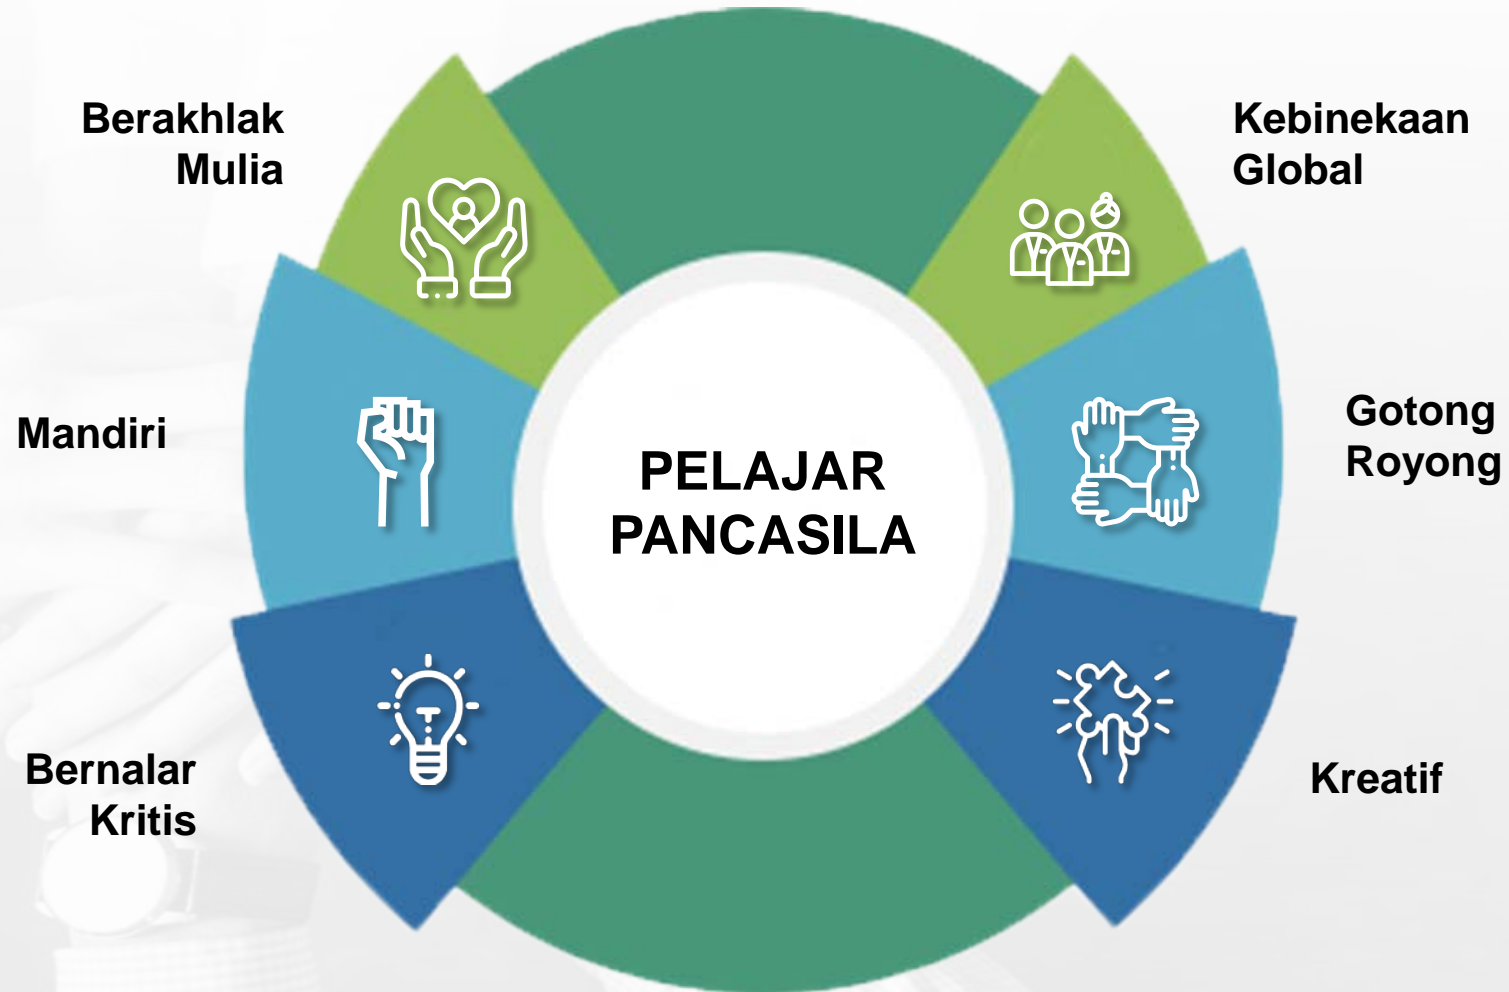 Berakhlak
Mulia
Kebinekaan
Global
Mandiri
PELAJAR
PANCASILA
Gotong
Royong
Bernalar
Kritis
Kreatif